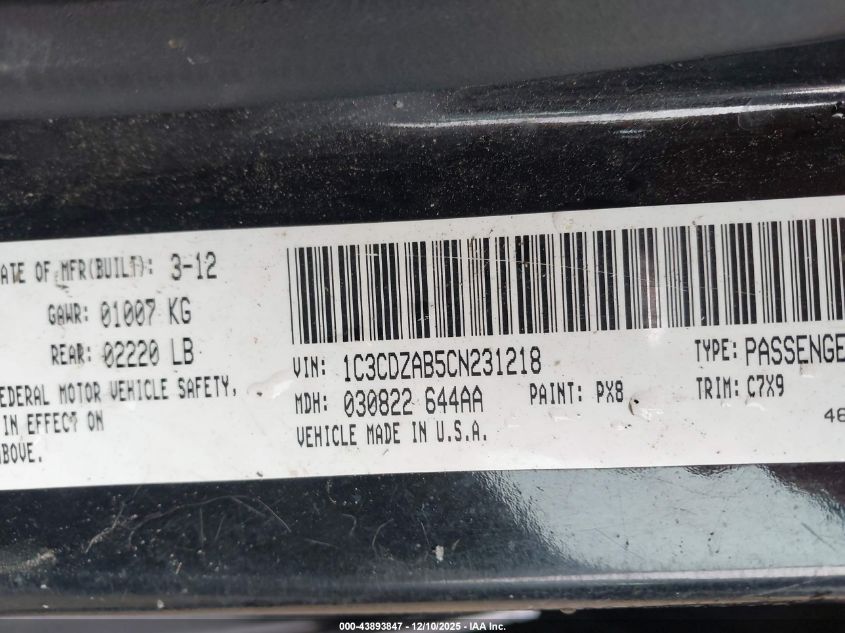 ATE OF MFR(BUILT): 3-12
GAWR: 01007 KG
REAR: 02220 LB
EDERAL MOTOR VEHICLE SAFETY,
IN EFFECT ON
ABOVE.
VIN: 1C3CDZAB5CN231218
TYPE: PASSENGE
MDH: 030822 644AA
PAINT: PX8
TRIM: C7X9
VEHICLE MADE IN U.S.A.
000-43893847 - 12/10/2025 - IAA, Inc.